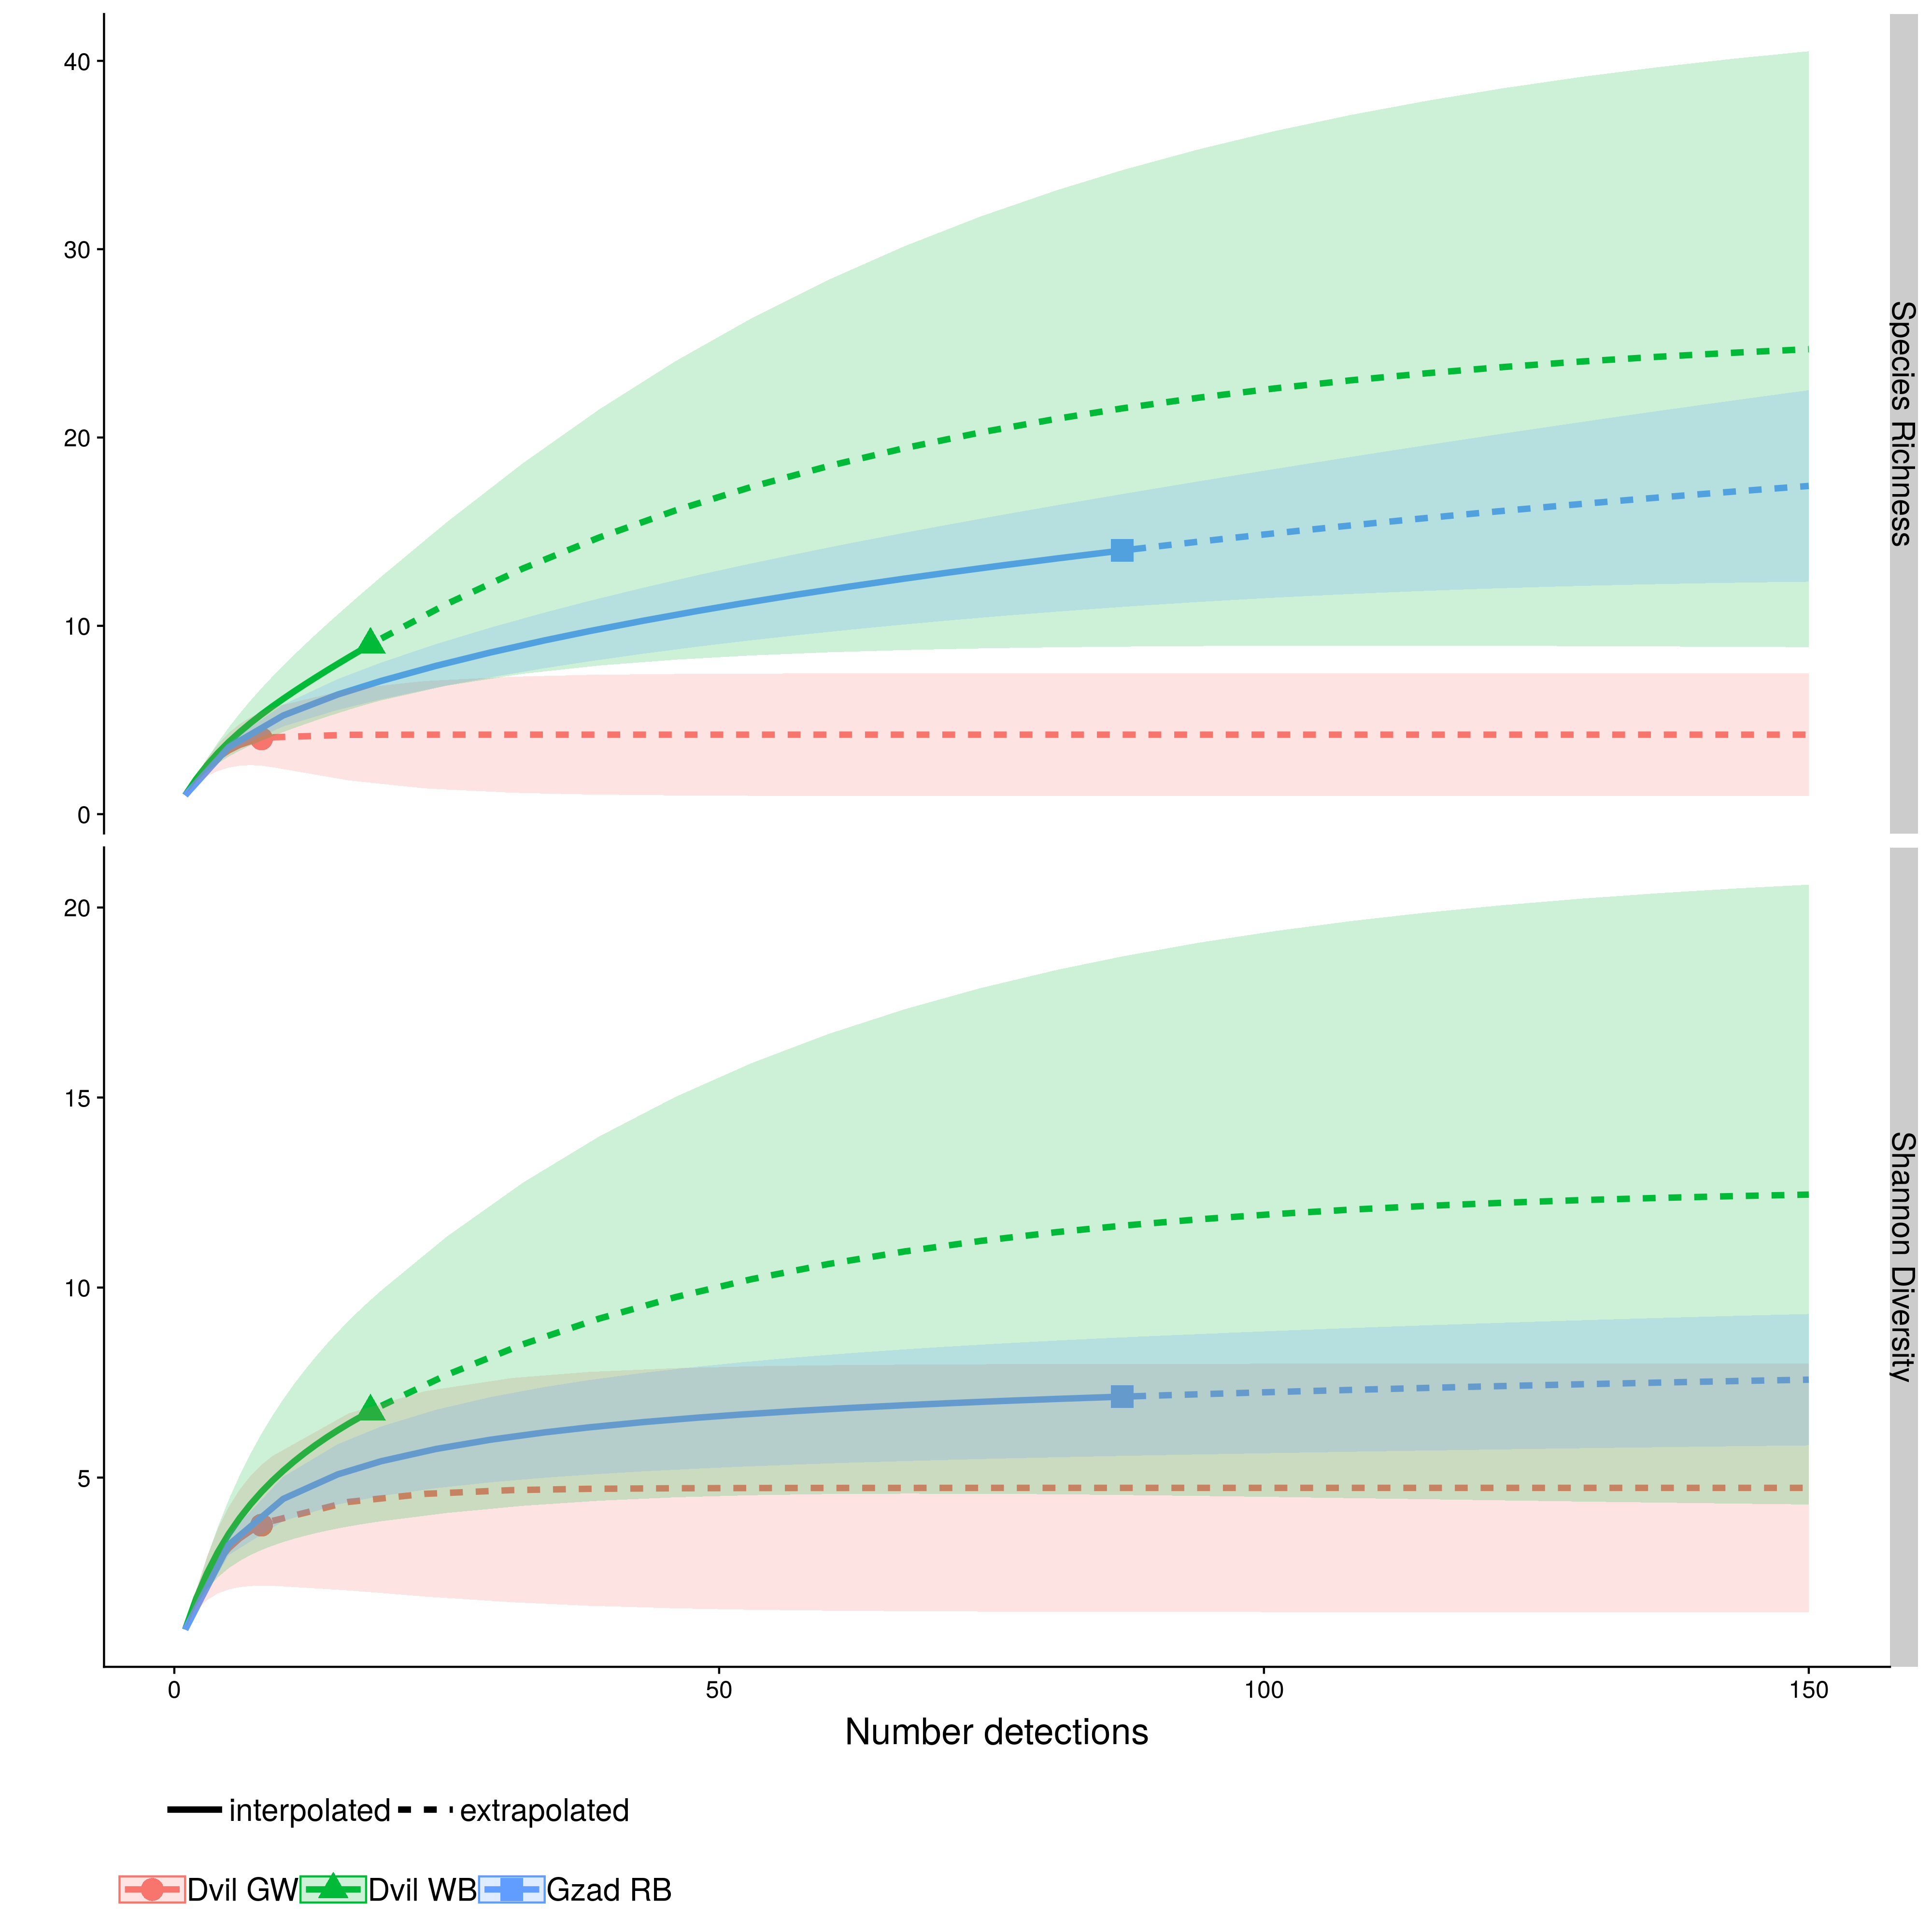 40
30
20
10
0
Species Richness
20
15
10
5
Shannon Diversity
0 50 100 150
Number detections
interpolated extrapolated
Dvil GW Dvil WB Gzad RB